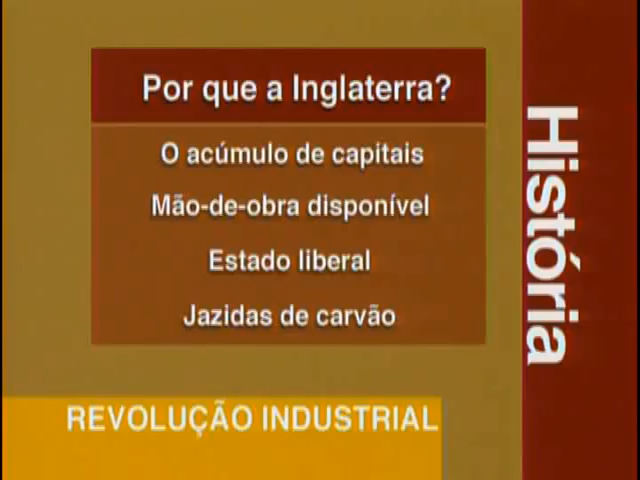 Por que a Inglaterra?
O acúmulo de capitais
Mão-de-obra disponível
Estado liberal
Jazidas de carvão
REVOLUÇÃO INDUSTRIAL
História